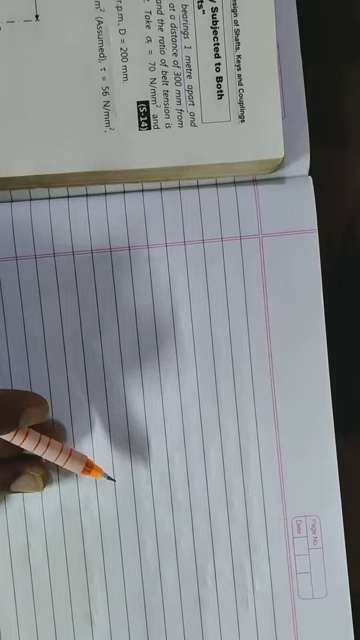 esign of Shafts, Keys and Couplings
y Subjected to Both
ts"
bearings 1 metre apart and
at a distance of 300 mm from
and the ratio of belt tension is
. Take σt = 70 N/mm² and
(S-14)
r.p.m., D = 200 mm.
m² (Assumed), τ = 56 N/mm²,
Page No
Date